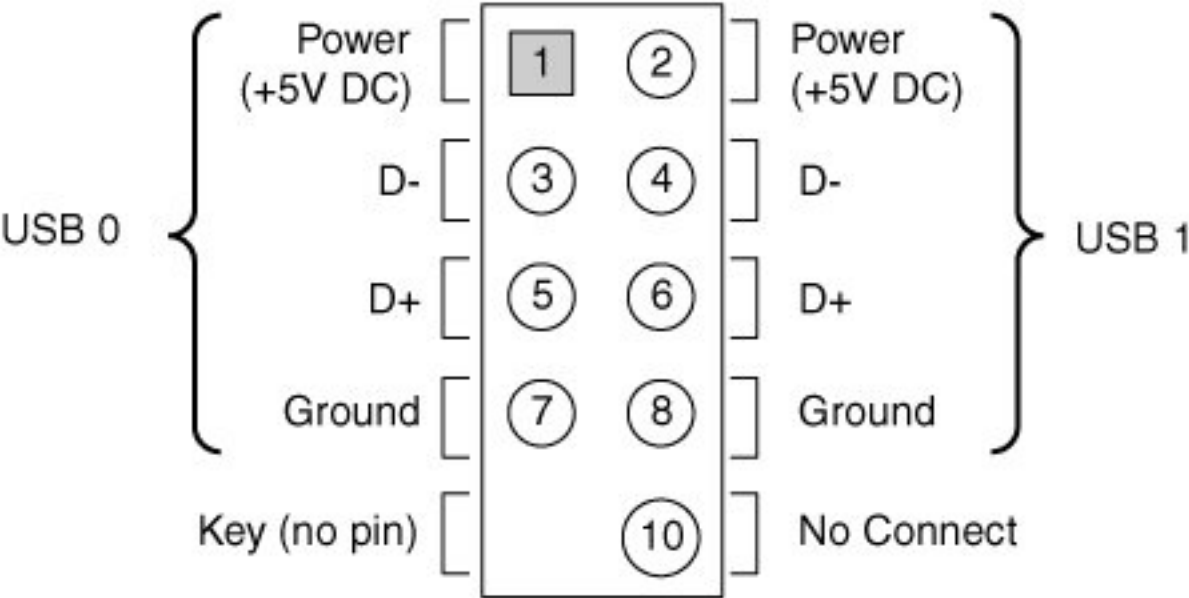 Power
(+5V DC)
1
2
Power
(+5V DC)
D-
3
4
D-
USB 0
USB 1
D+
5
6
D+
Ground
7
8
Ground
Key (no pin)
10
No Connect